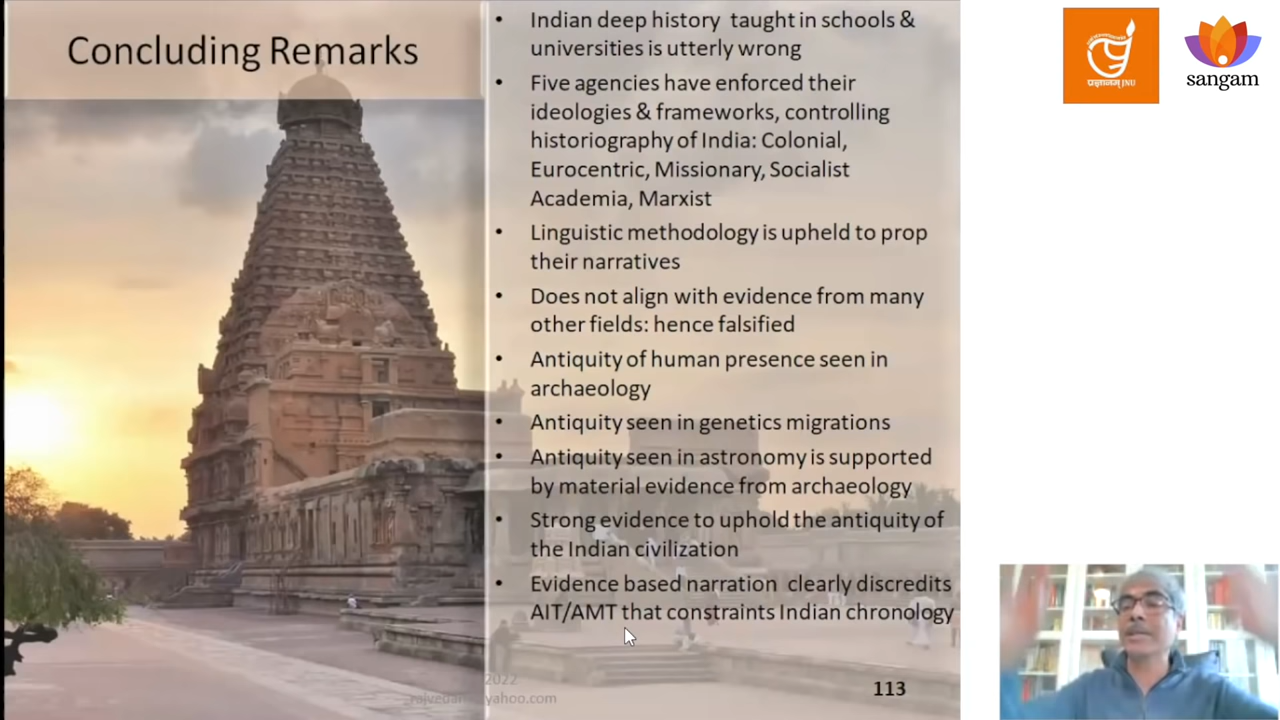 Concluding Remarks
• Indian deep history taught in schools &
universities is utterly wrong
• Five agencies have enforced their
ideologies & frameworks, controlling
historiography of India: Colonial,
Eurocentric, Missionary, Socialist
Academia, Marxist
• Linguistic methodology is upheld to prop
their narratives
• Does not align with evidence from many
other fields: hence falsified
• Antiquity of human presence seen in
archaeology
• Antiquity seen in genetics migrations
• Antiquity seen in astronomy is supported
by material evidence from archaeology
• Strong evidence to uphold the antiquity of
the Indian civilization
• Evidence based narration clearly discredits
AIT/AMT that constraints Indian chronology
2022
113
प्रज्ञानम् JNU
sangam